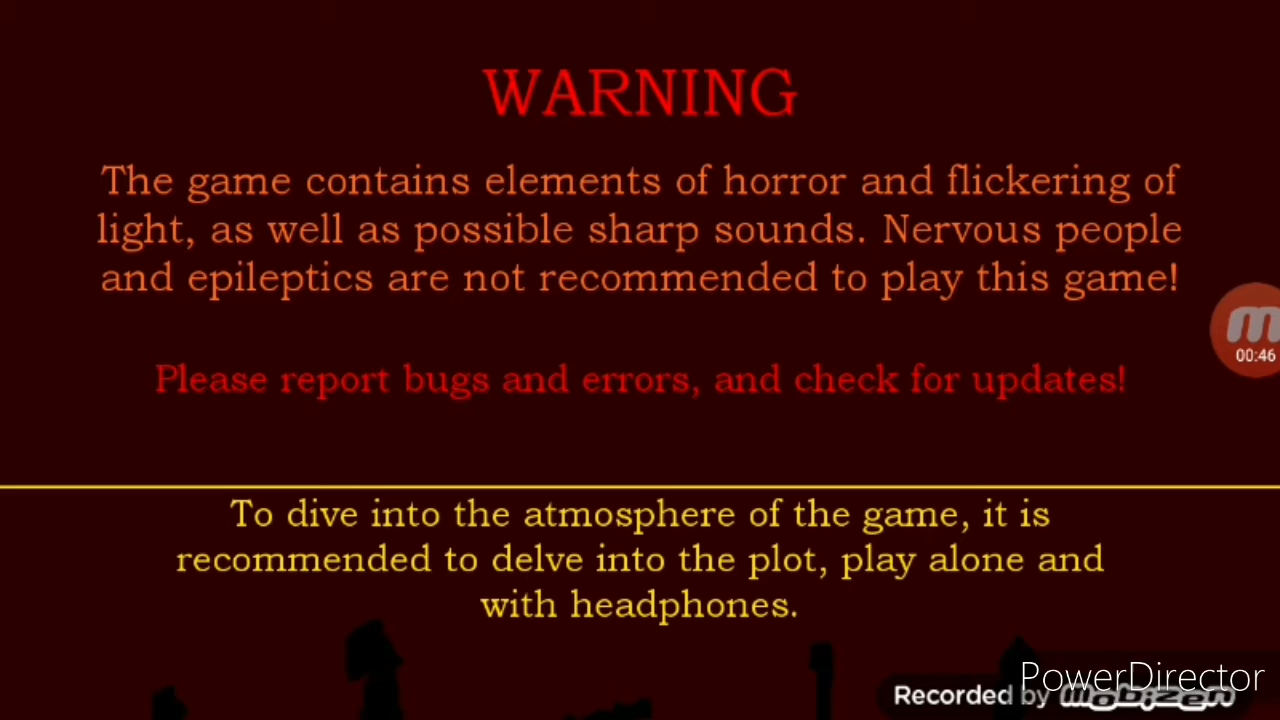 WARNING
The game contains elements of horror and flickering of
light, as well as possible sharp sounds. Nervous people
and epileptics are not recommended to play this game!
m
00:46
Please report bugs and errors, and check for updates!
To dive into the atmosphere of the game, it is
recommended to delve into the plot, play alone and
with headphones.
PowerDirector
Recorded by mobizen